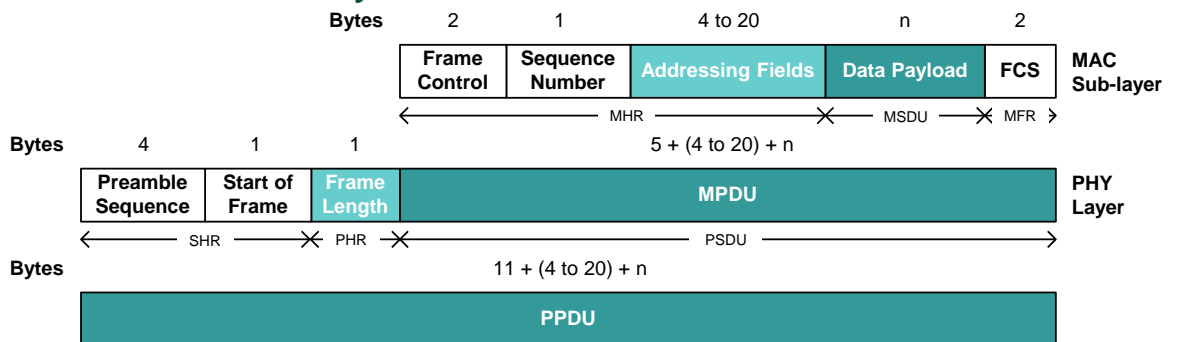 Bytes 2 1 4 to 20 n 2
Frame Control Sequence Number Addressing Fields Data Payload FCS MAC Sub-layer
MHR MSDU MFR
Bytes 4 1 1 5 + (4 to 20) + n
Preamble Sequence Start of Frame Frame Length MPDU PHY Layer
SHR PHR PSDU
Bytes 11 + (4 to 20) + n
PPDU